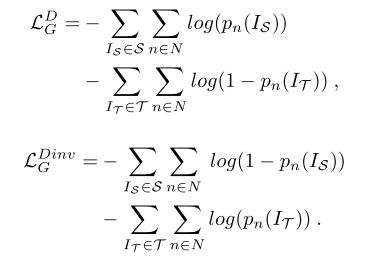 $\mathcal{L}_{G}^{D} = - \sum_{I_{\mathcal{S}} \in \mathcal{S}} \sum_{n \in N} log(p_n(I_{\mathcal{S}}))$
$- \sum_{I_{\mathcal{T}} \in \mathcal{T}} \sum_{n \in N} log(1 - p_n(I_{\mathcal{T}})) \; ,$
$\mathcal{L}_{G}^{Dinv} = - \sum_{I_{\mathcal{S}} \in \mathcal{S}} \sum_{n \in N} log(1 - p_n(I_{\mathcal{S}}))$
$- \sum_{I_{\mathcal{T}} \in \mathcal{T}} \sum_{n \in N} log(p_n(I_{\mathcal{T}})) \; .$